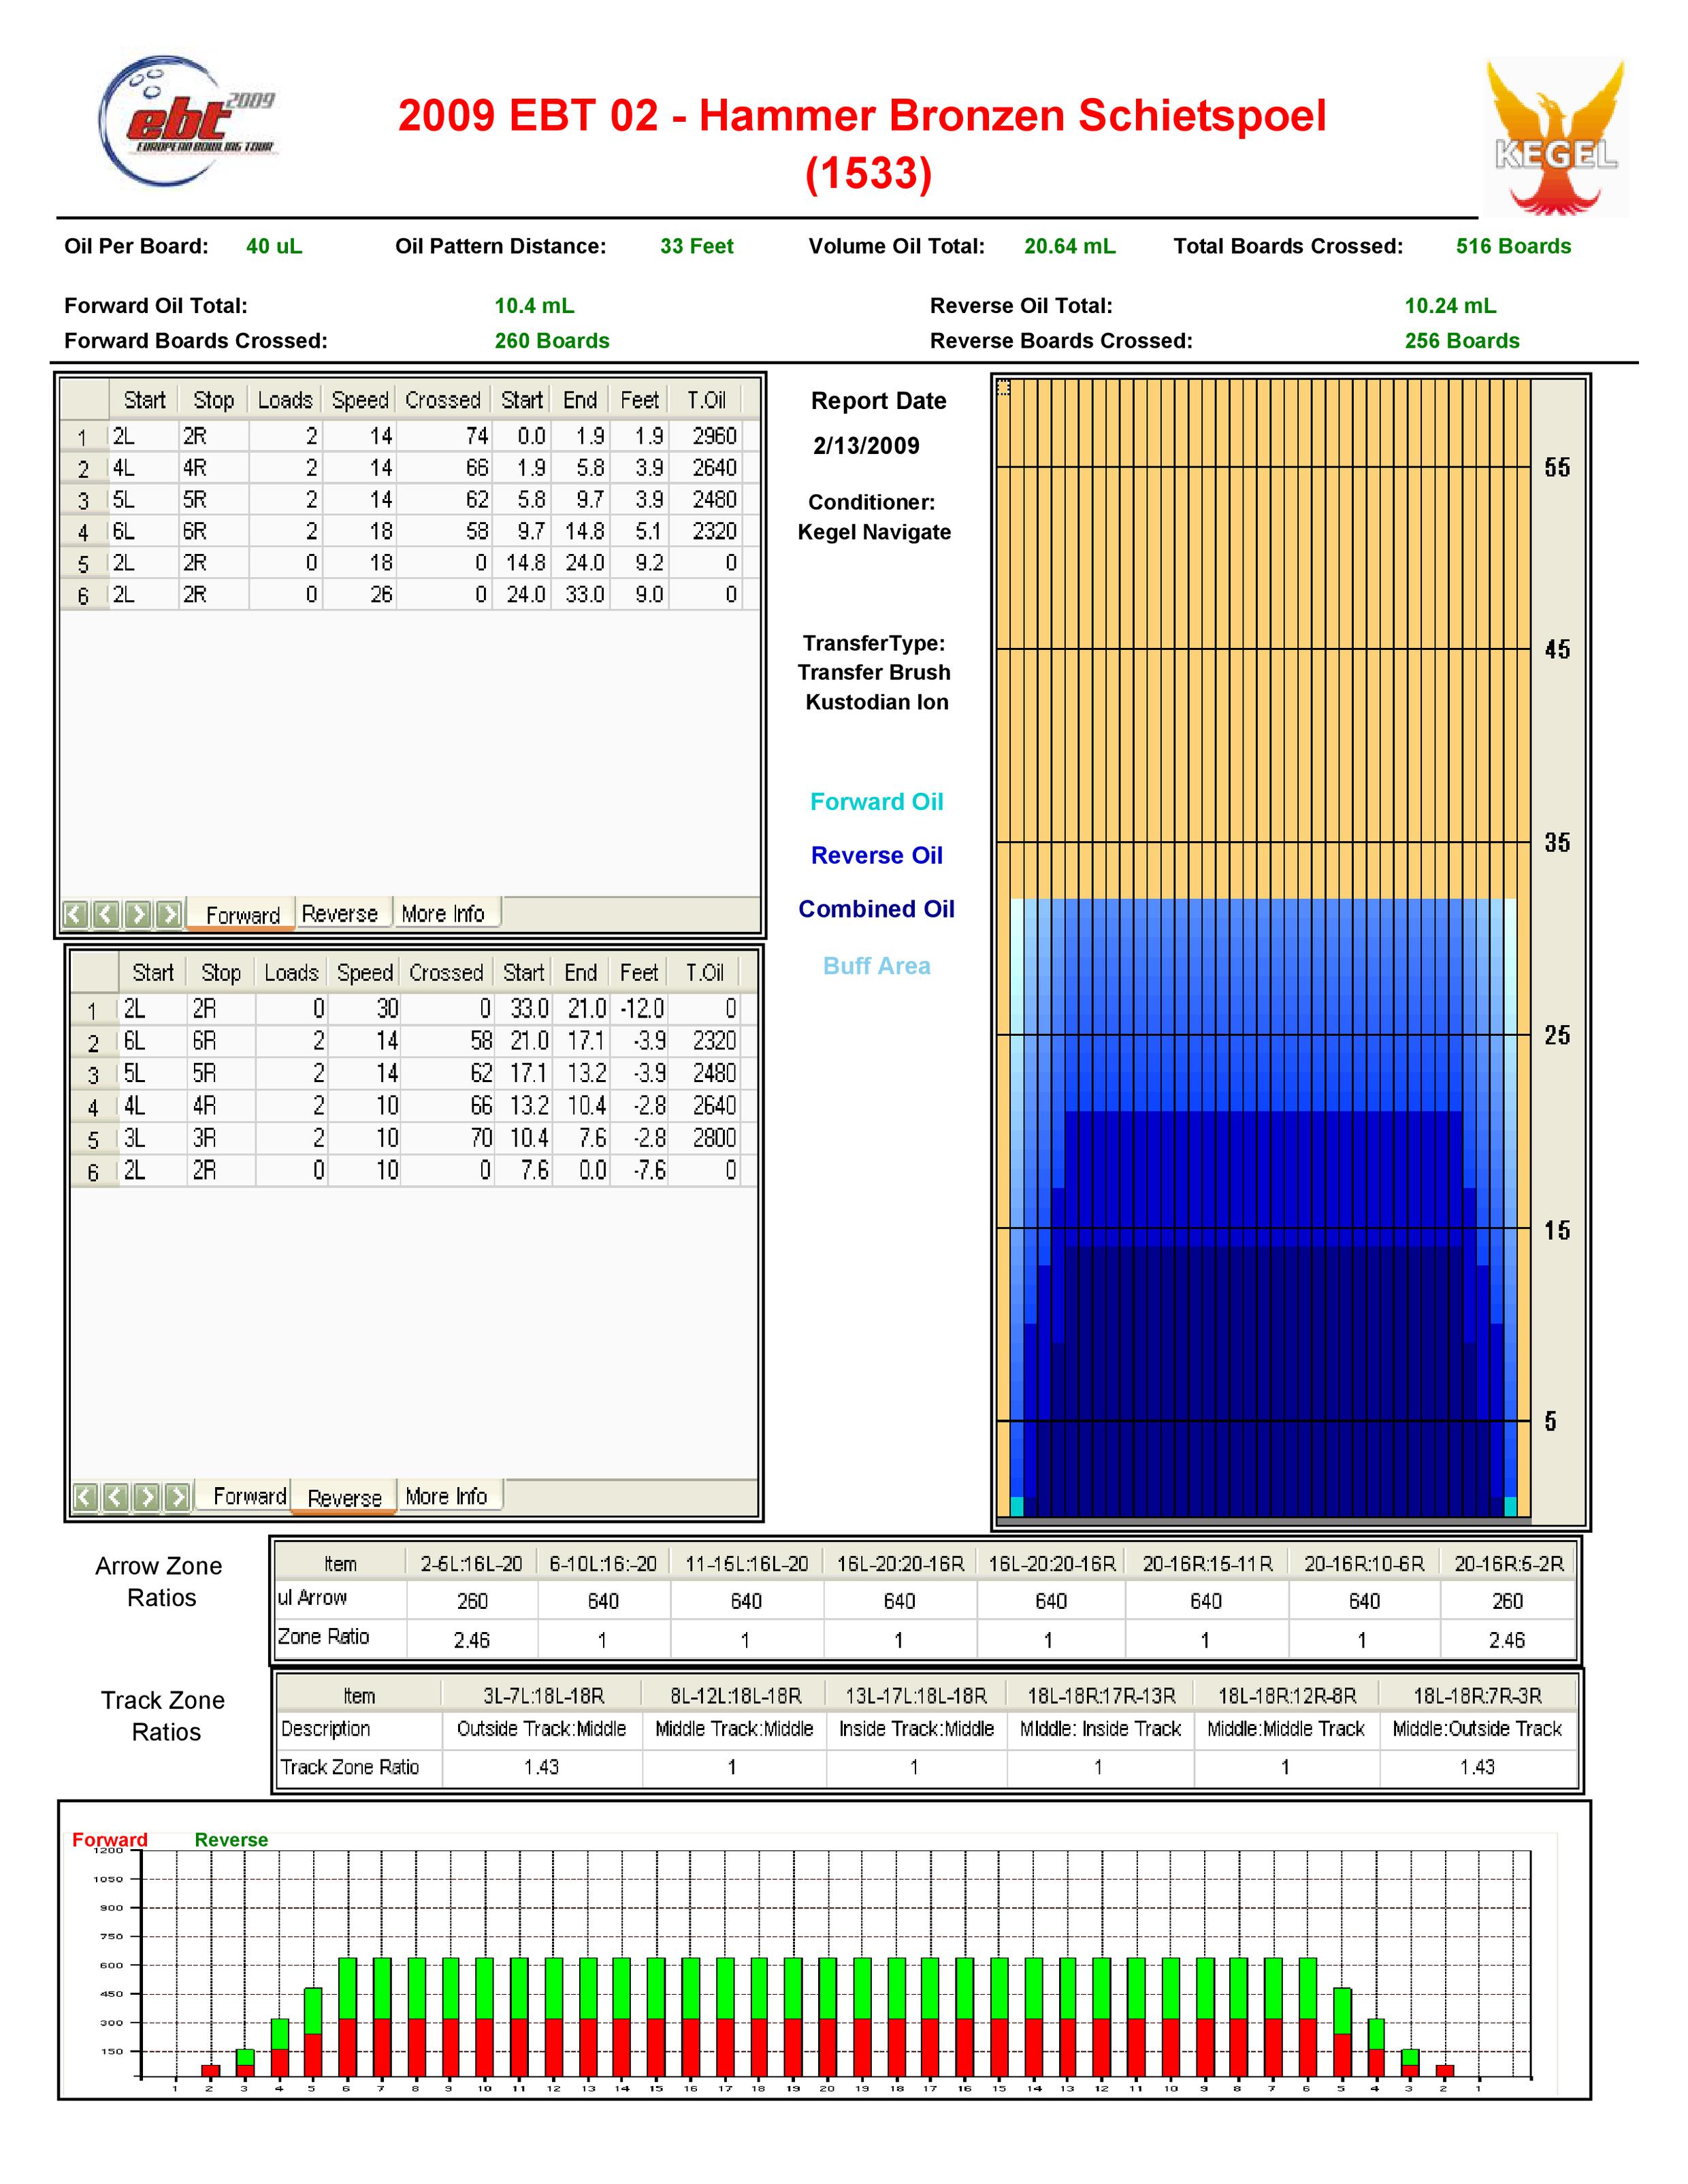 ebt 2009
EUROPEAN BOWLING TOUR
2009 EBT 02 - Hammer Bronzen Schietspoel
(1533)
KEGEL
Oil Per Board: 40 uL Oil Pattern Distance: 33 Feet Volume Oil Total: 20.64 mL Total Boards Crossed: 516 Boards
Forward Oil Total: 10.4 mL Reverse Oil Total: 10.24 mL
Forward Boards Crossed: 260 Boards Reverse Boards Crossed: 256 Boards
Start Stop Loads Speed Crossed Start End Feet T.Oil
1 2L 2R 2 14 74 0.0 1.9 1.9 2960
2 4L 4R 2 14 66 1.9 5.8 3.9 2640
3 5L 5R 2 14 62 5.8 9.7 3.9 2480
4 6L 6R 2 18 58 9.7 14.8 5.1 2320
5 2L 2R 0 18 0 14.8 24.0 9.2 0
6 2L 2R 0 26 0 24.0 33.0 9.0 0
Forward Reverse More Info
Start Stop Loads Speed Crossed Start End Feet T.Oil
1 2L 2R 0 30 0 33.0 21.0 -12.0 0
2 6L 6R 2 14 58 21.0 17.1 -3.9 2320
3 5L 5R 2 14 62 17.1 13.2 -3.9 2480
4 4L 4R 2 10 66 13.2 10.4 -2.8 2640
5 3L 3R 2 10 70 10.4 7.6 -2.8 2800
6 2L 2R 0 10 0 7.6 0.0 -7.6 0
Forward Reverse More Info
Report Date
2/13/2009
Conditioner:
Kegel Navigate
TransferType:
Transfer Brush
Kustodian Ion
Forward Oil
Reverse Oil
Combined Oil
Buff Area
55
45
35
25
15
5
Arrow Zone
Ratios
Item 2-5L:16L-20 6-10L:16:-20 11-15L:16L-20 16L-20:20-16R 16L-20:20-16R 20-16R:15-11R 20-16R:10-6R 20-16R:5-2R
ul Arrow 260 640 640 640 640 640 640 260
Zone Ratio 2.46 1 1 1 1 1 1 2.46
Track Zone
Ratios
Item 3L-7L:18L-18R 8L-12L:18L-18R 13L-17L:18L-18R 18L-18R:17R-13R 18L-18R:12R-8R 18L-18R:7R-3R
Description Outside Track:Middle Middle Track:Middle Inside Track:Middle MIddle: Inside Track Middle:Middle Track Middle:Outside Track
Track Zone Ratio 1.43 1 1 1 1 1.43
Forward Reverse
1200
1050
900
750
600
450
300
150
1 2 3 4 5 6 7 8 9 10 11 12 13 14 15 16 17 18 19 20 19 18 17 16 15 14 13 12 11 10 9 8 7 6 5 4 3 2 1